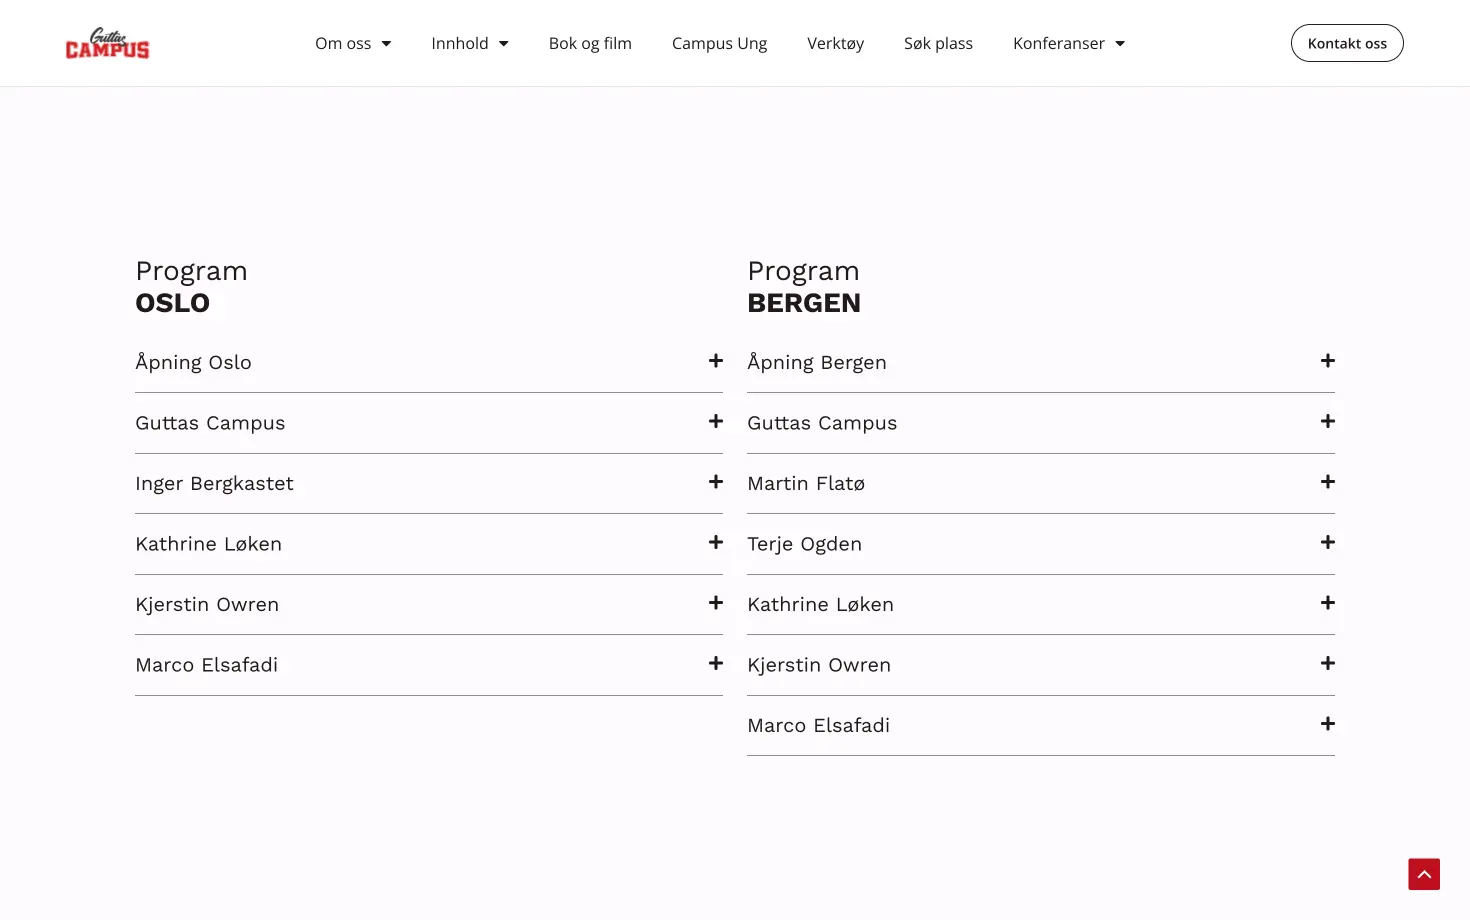 Guttas
CAMPUS
Om oss
Innhold
Bok og film
Campus Ung
Verktøy
Søk plass
Konferanser
Kontakt oss
Program
OSLO
Åpning Oslo
Guttas Campus
Inger Bergkastet
Kathrine Løken
Kjerstin Owren
Marco Elsafadi
Program
BERGEN
Åpning Bergen
Guttas Campus
Martin Flatø
Terje Ogden
Kathrine Løken
Kjerstin Owren
Marco Elsafadi